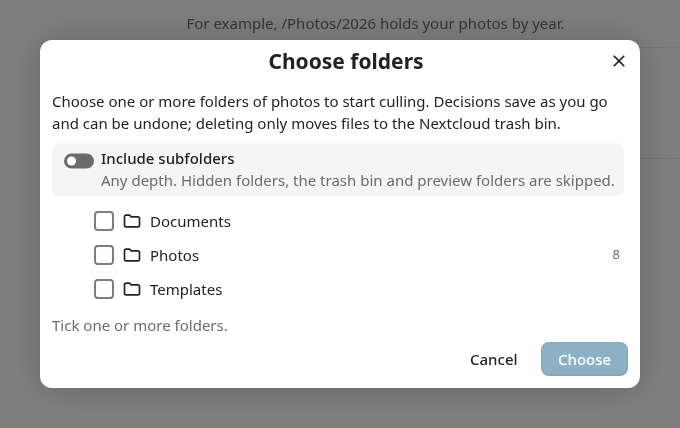 For example, /Photos/2026 holds your photos by year.
Choose folders
Choose one or more folders of photos to start culling. Decisions save as you go
and can be undone; deleting only moves files to the Nextcloud trash bin.
Include subfolders
Any depth. Hidden folders, the trash bin and preview folders are skipped.
Documents
Photos 8
Templates
Tick one or more folders.
Cancel Choose